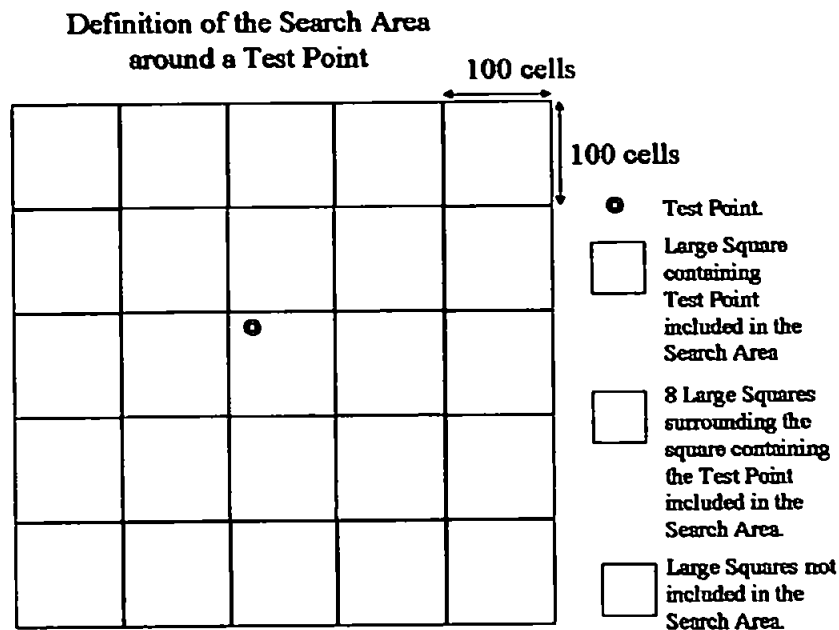 Definition of the Search Area
around a Test Point
100 cells
100 cells
Test Point.
Large Square
containing
Test Point
included in the
Search Area
8 Large Squares
surrounding the
square containing
the Test Point
included in the
Search Area.
Large Squares not
included in the
Search Area.